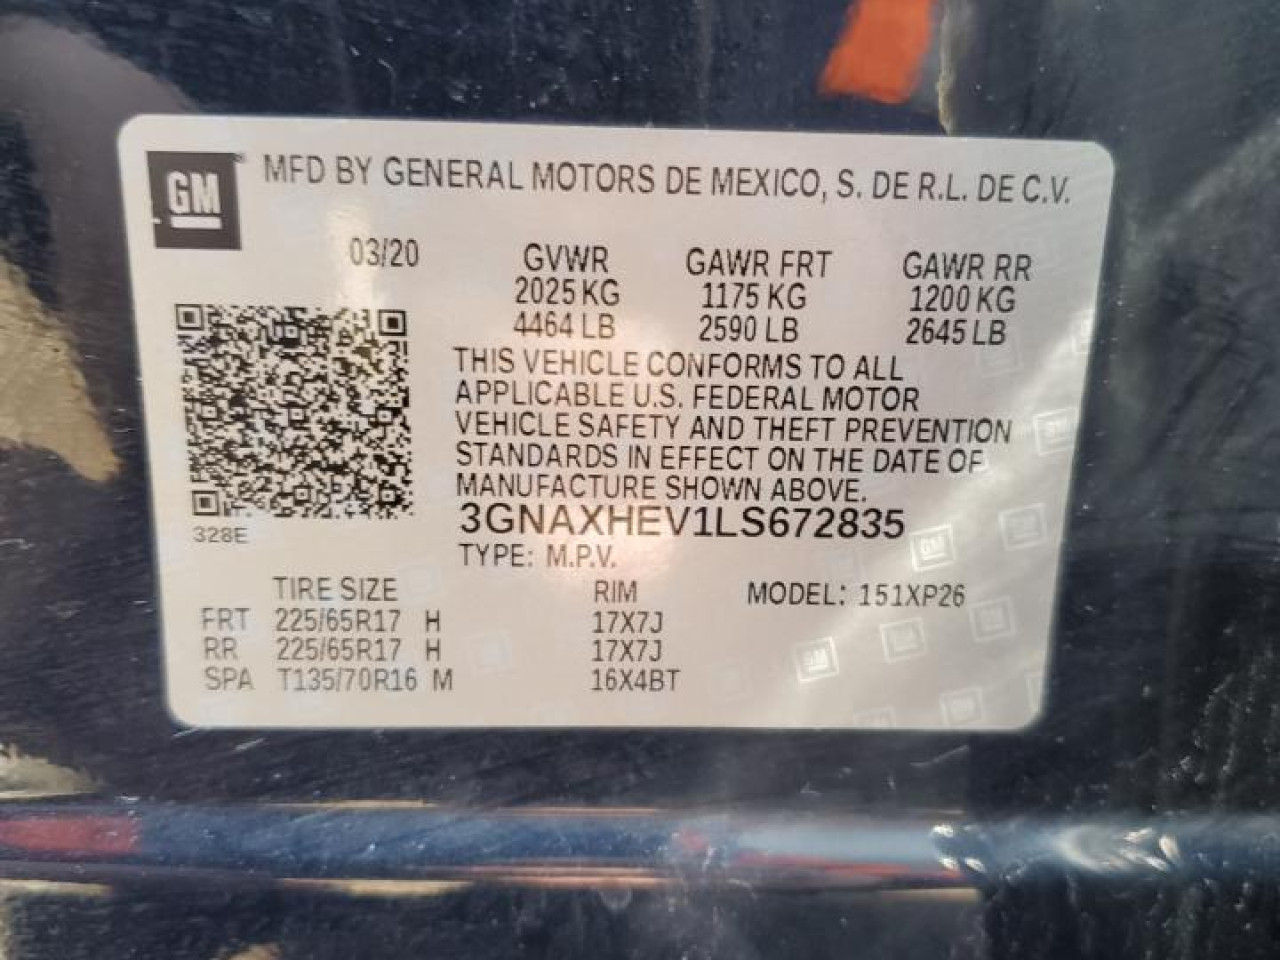 GM
MFD BY GENERAL MOTORS DE MEXICO, S. DE R.L. DE C.V.
03/20 GVWR GAWR FRT GAWR RR
2025 KG 1175 KG 1200 KG
4464 LB 2590 LB 2645 LB
THIS VEHICLE CONFORMS TO ALL
APPLICABLE U.S. FEDERAL MOTOR
VEHICLE SAFETY AND THEFT PREVENTION
STANDARDS IN EFFECT ON THE DATE OF
MANUFACTURE SHOWN ABOVE.
3GNAXHEV1LS672835
328E
TYPE: M.P.V.
TIRE SIZE RIM MODEL: 151XP26
FRT 225/65R17 H 17X7J
RR 225/65R17 H 17X7J
SPA T135/70R16 M 16X4BT